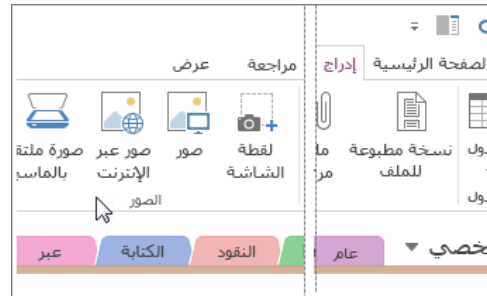 الصفحة الرئيسية إدراج مراجعة عرض
نسخة مطبوعة
للملف
لقطة
الشاشة
صور
صور عبر
الإنترنت
صورة
بالماسح
الصور
عام النقود الكتابة عبر